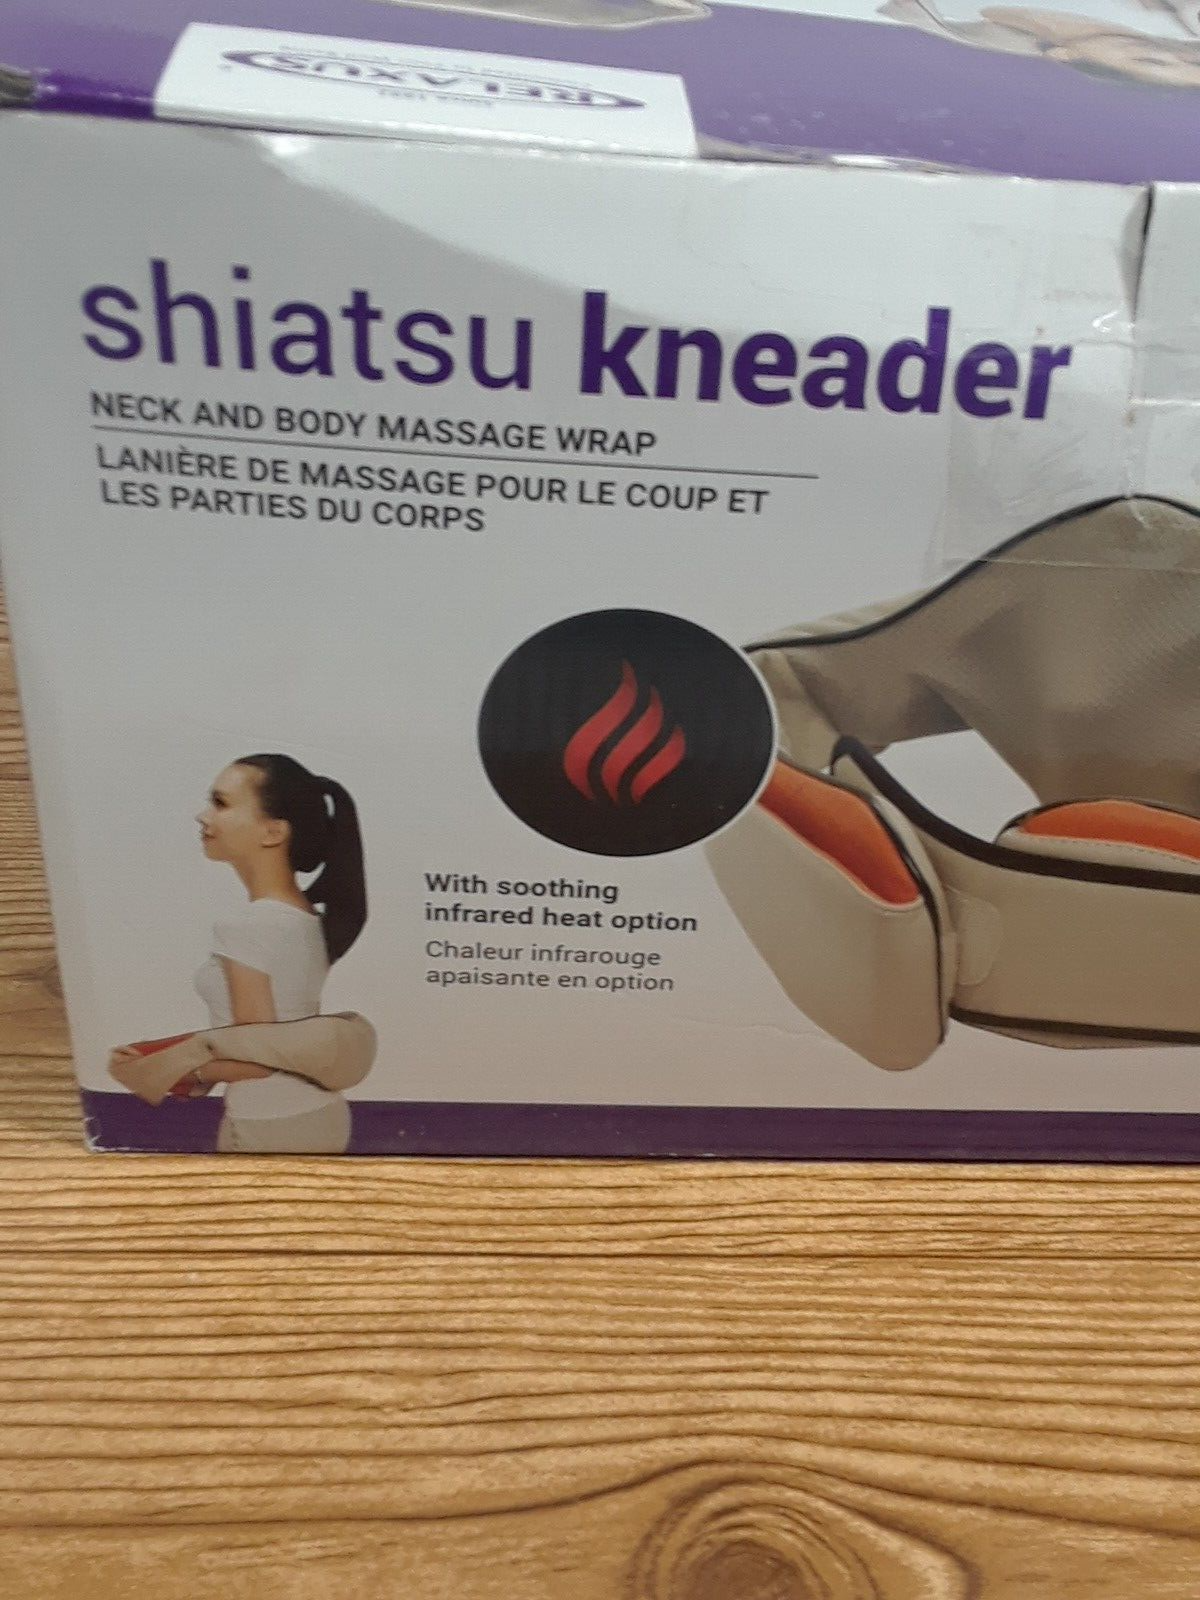 RELAXUS
shiatsu kneader
NECK AND BODY MASSAGE WRAP
LANIÈRE DE MASSAGE POUR LE COUP ET
LES PARTIES DU CORPS
With soothing
infrared heat option
Chaleur infrarouge
apaisante en option